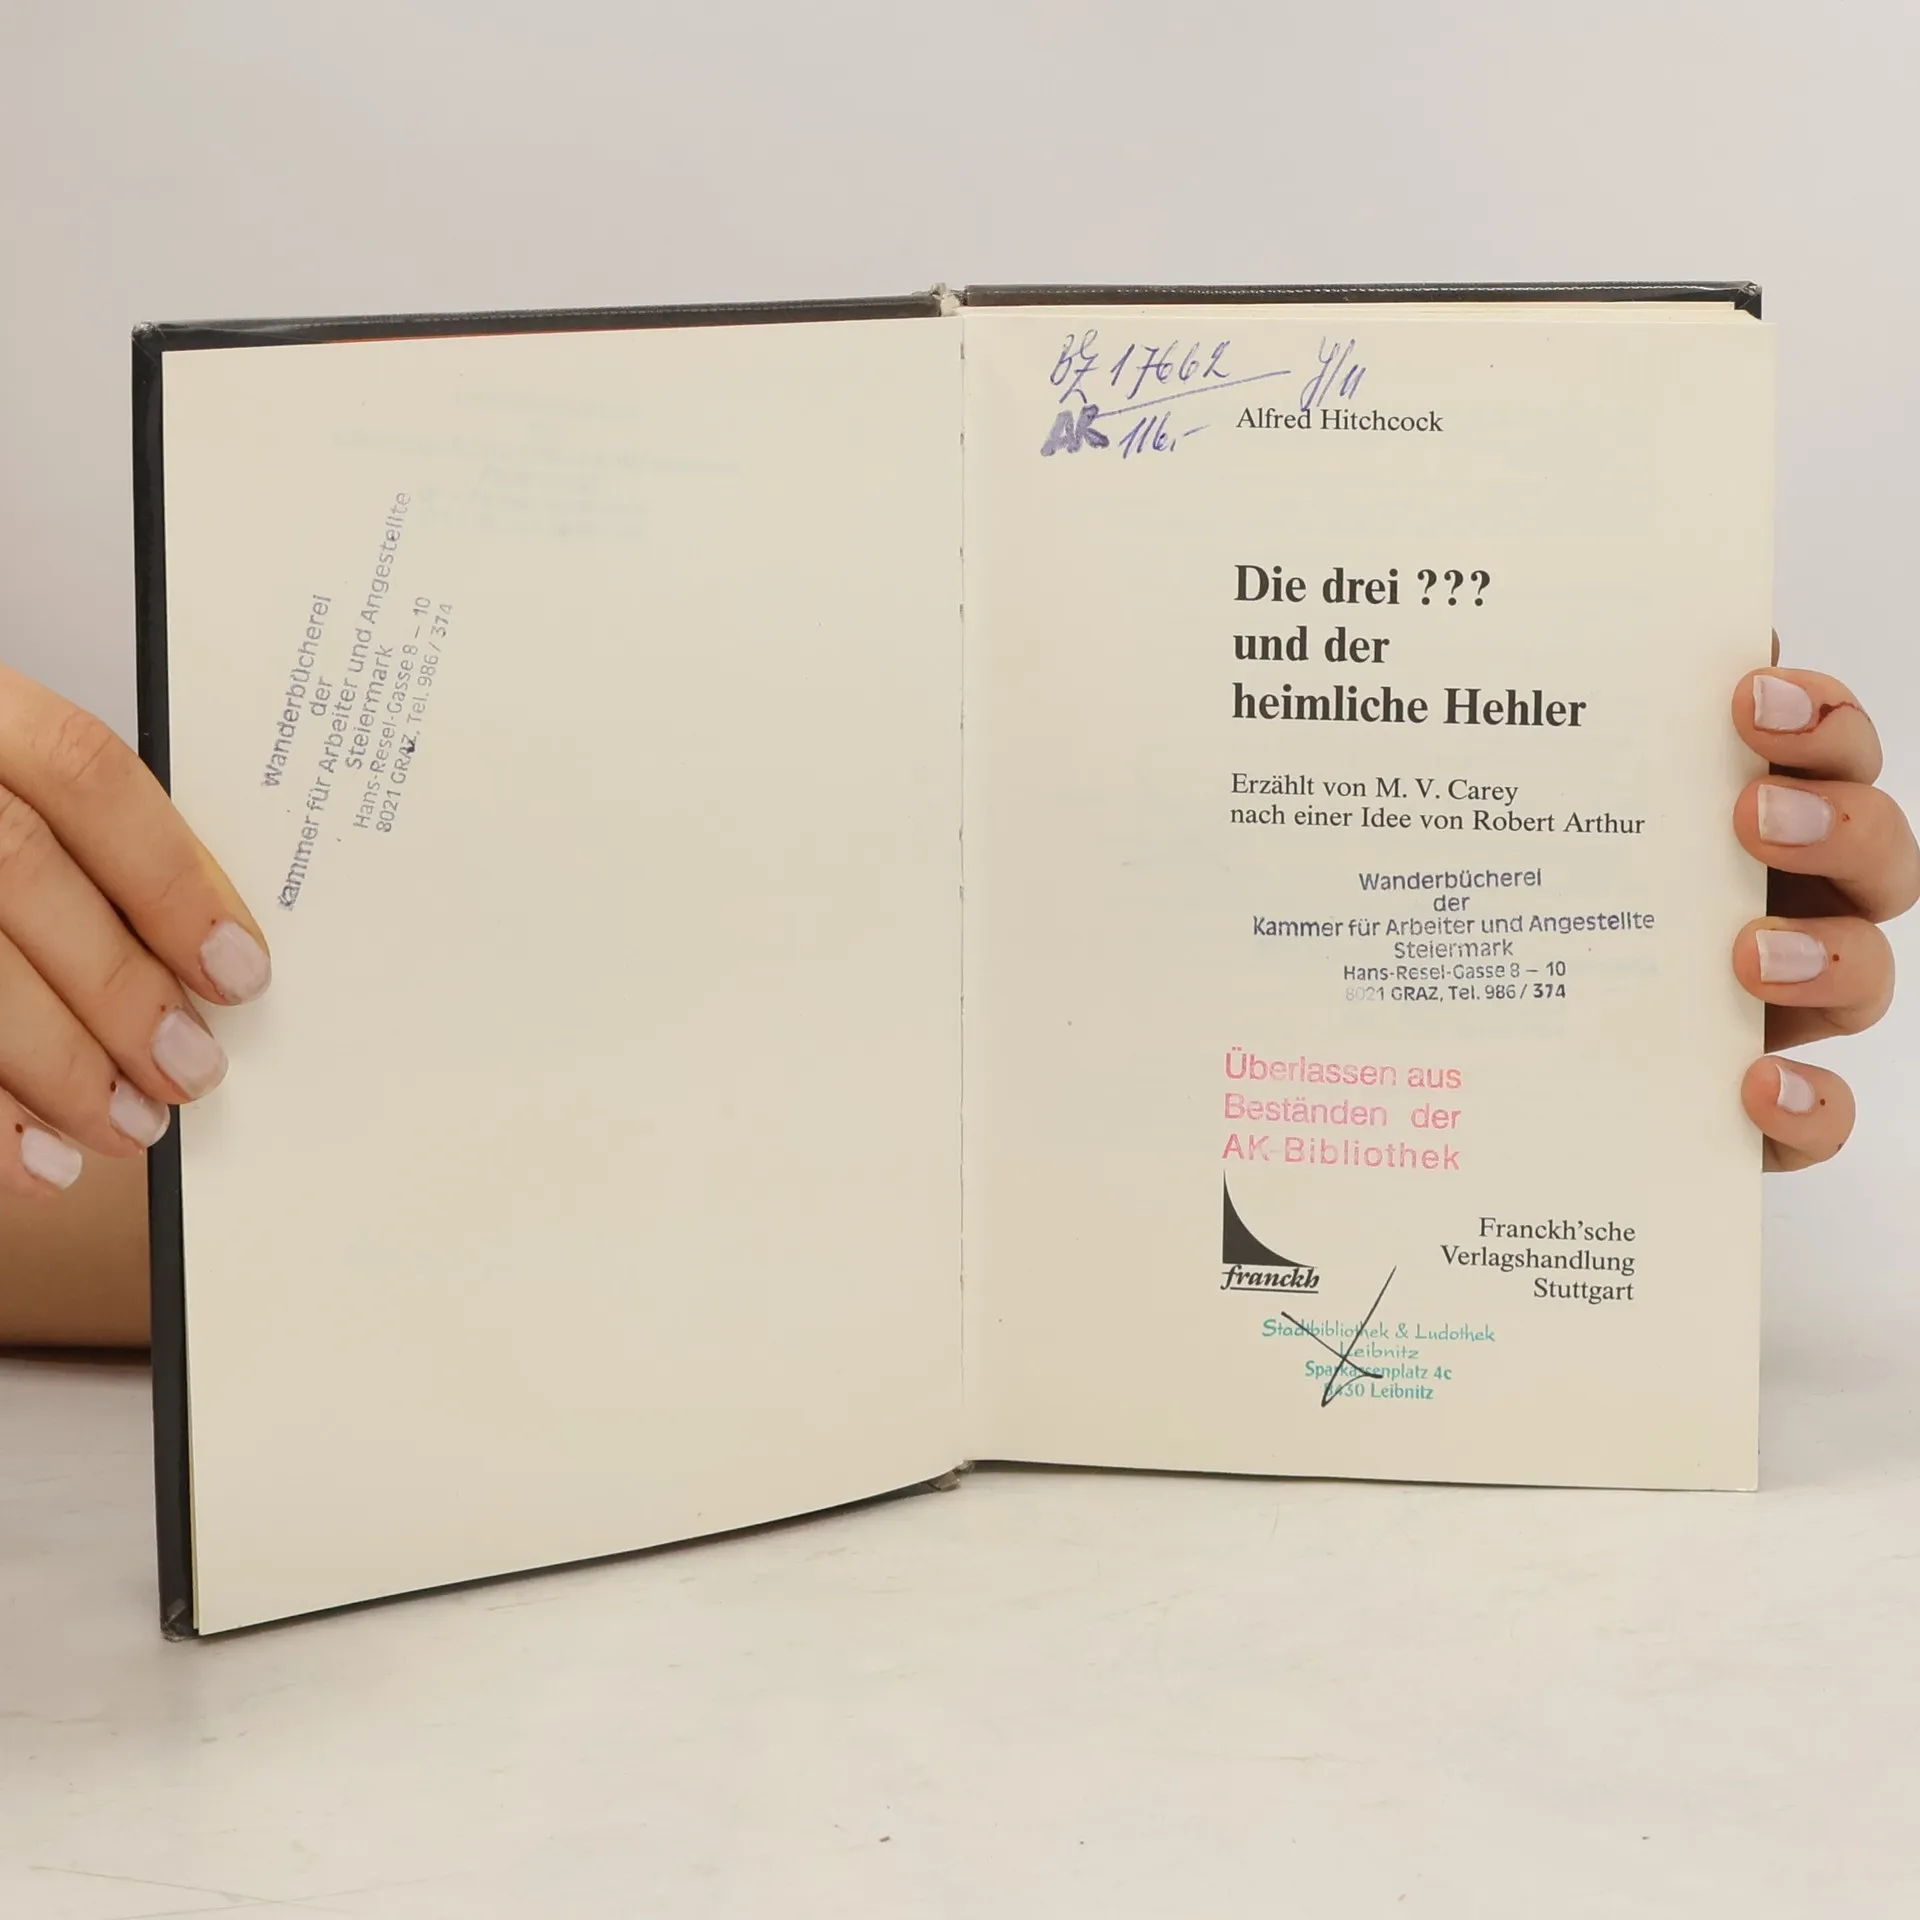 Wanderbücherei
der
Kammer für Arbeiter und Angestellte
Steiermark
Hans-Resel-Gasse 8 – 10
8021 GRAZ, Tel. 986 / 374
17662
AK 116,-
Alfred Hitchcock
Die drei ???
und der
heimliche Hehler
Erzählt von M. V. Carey
nach einer Idee von Robert Arthur
Wanderbücherei
der
Kammer für Arbeiter und Angestellte
Steiermark
Hans-Resel-Gasse 8 – 10
8021 GRAZ, Tel. 986 / 374
Überlassen aus
Beständen der
AK-Bibliothek
franckh
Franckh'sche
Verlagshandlung
Stuttgart
Stadtbibliothek & Ludothek
Leibnitz
Sparkassenplatz 4c
8430 Leibnitz